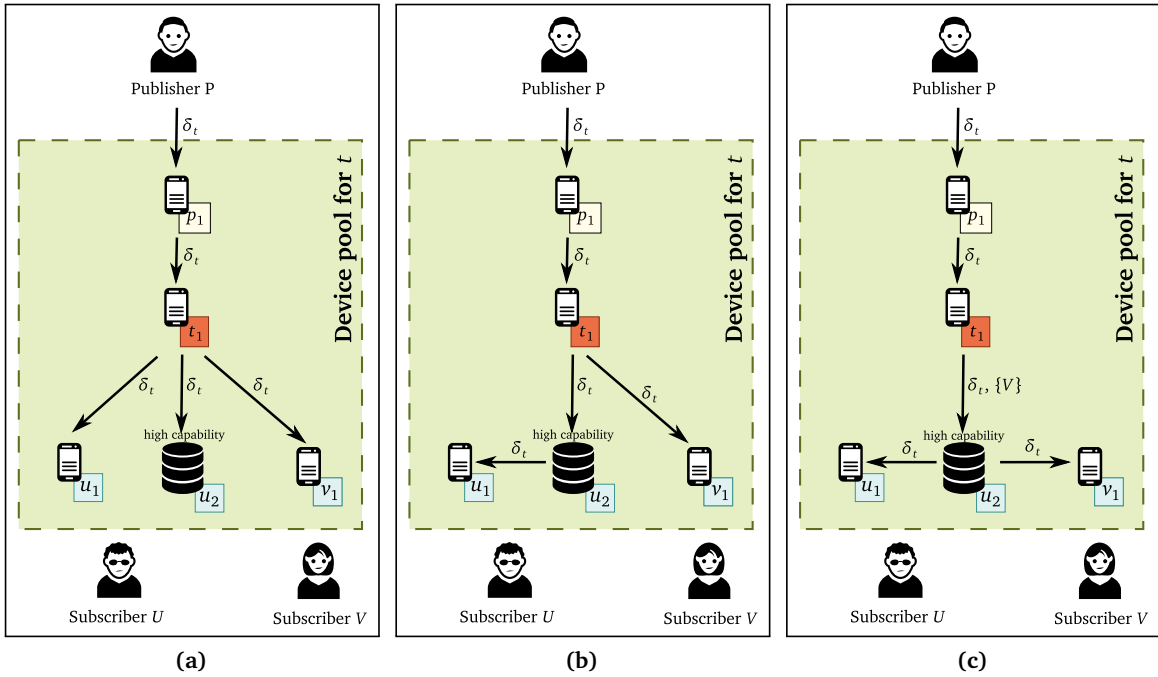 Publisher P
δt
Device pool for t
p1
δt
t1
δt
δt
δt
high capability
u1
u2
v1
Subscriber U
Subscriber V
(a)
Publisher P
δt
Device pool for t
p1
δt
t1
δt
δt
high capability
δt
u1
u2
v1
Subscriber U
Subscriber V
(b)
Publisher P
δt
Device pool for t
p1
δt
t1
δt, {V}
high capability
δt
δt
u1
u2
v1
Subscriber U
Subscriber V
(c)